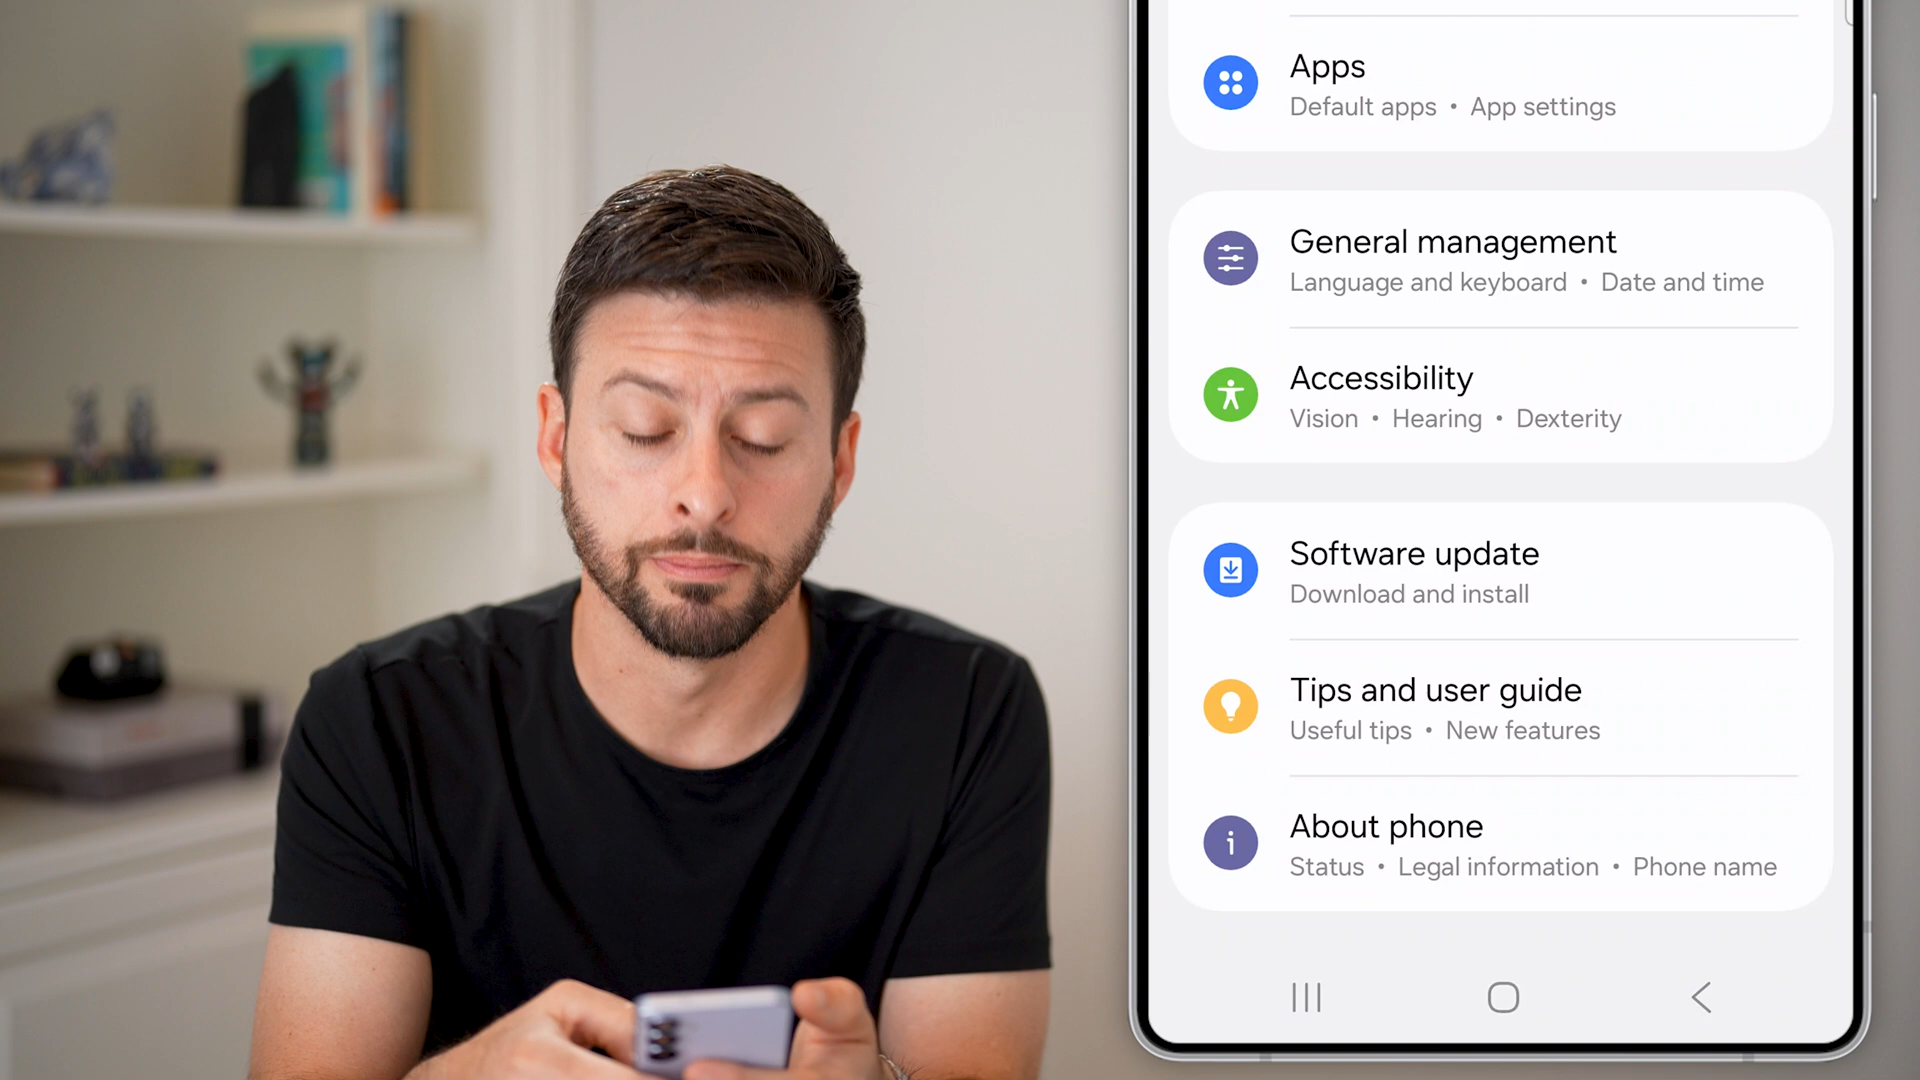 Apps
Default apps • App settings
General management
Language and keyboard • Date and time
Accessibility
Vision • Hearing • Dexterity
Software update
Download and install
Tips and user guide
Useful tips • New features
About phone
Status • Legal information • Phone name